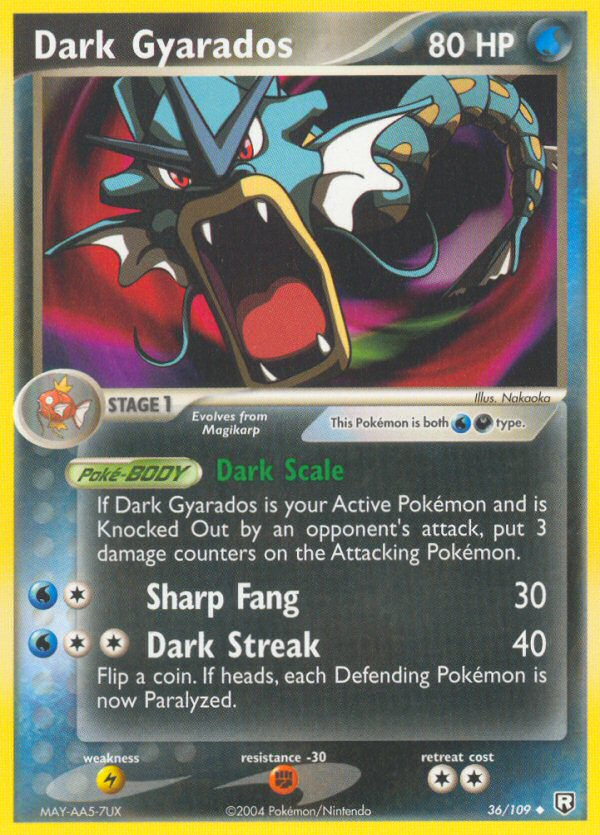 Dark Gyarados 80 HP
Illus. Nakaoka
STAGE 1
Evolves from
Magikarp
This Pokémon is both type.
Poké-BODY Dark Scale
If Dark Gyarados is your Active Pokémon and is
Knocked Out by an opponent's attack, put 3
damage counters on the Attacking Pokémon.
Sharp Fang 30
Dark Streak 40
Flip a coin. If heads, each Defending Pokémon is
now Paralyzed.
weakness resistance -30 retreat cost
MAY-AA5-7UX ©2004 Pokémon/Nintendo 36/109 R